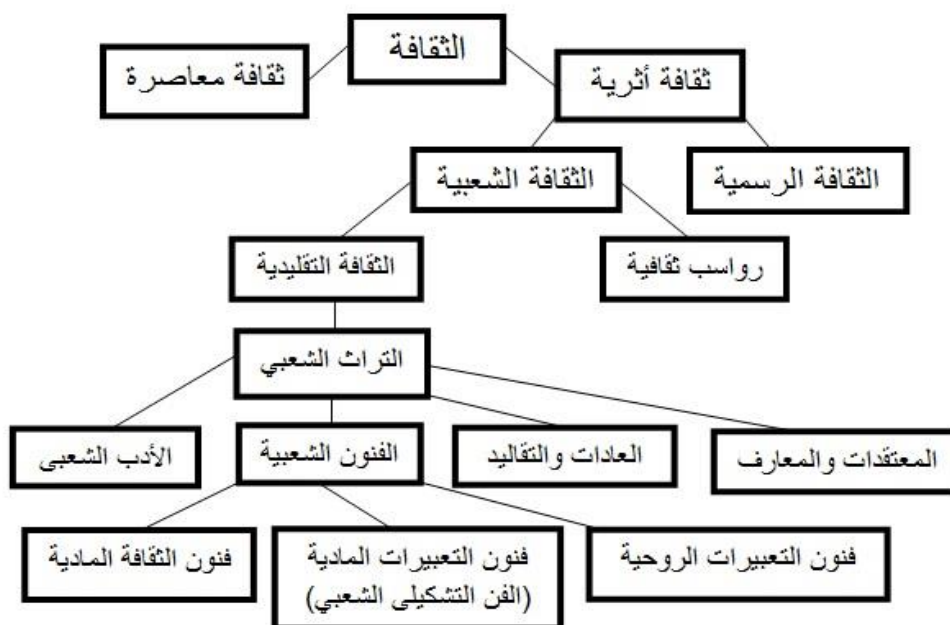 الثقافة
ثقافة أثرية
ثقافة معاصرة
الثقافة الرسمية
الثقافة الشعبية
رواسب ثقافية
الثقافة التقليدية
التراث الشعبي
المعتقدات والمعارف
العادات والتقاليد
الفنون الشعبية
الأدب الشعبى
فنون التعبيرات الروحية
فنون التعبيرات المادية
(الفن التشكيلى الشعبي)
فنون الثقافة المادية